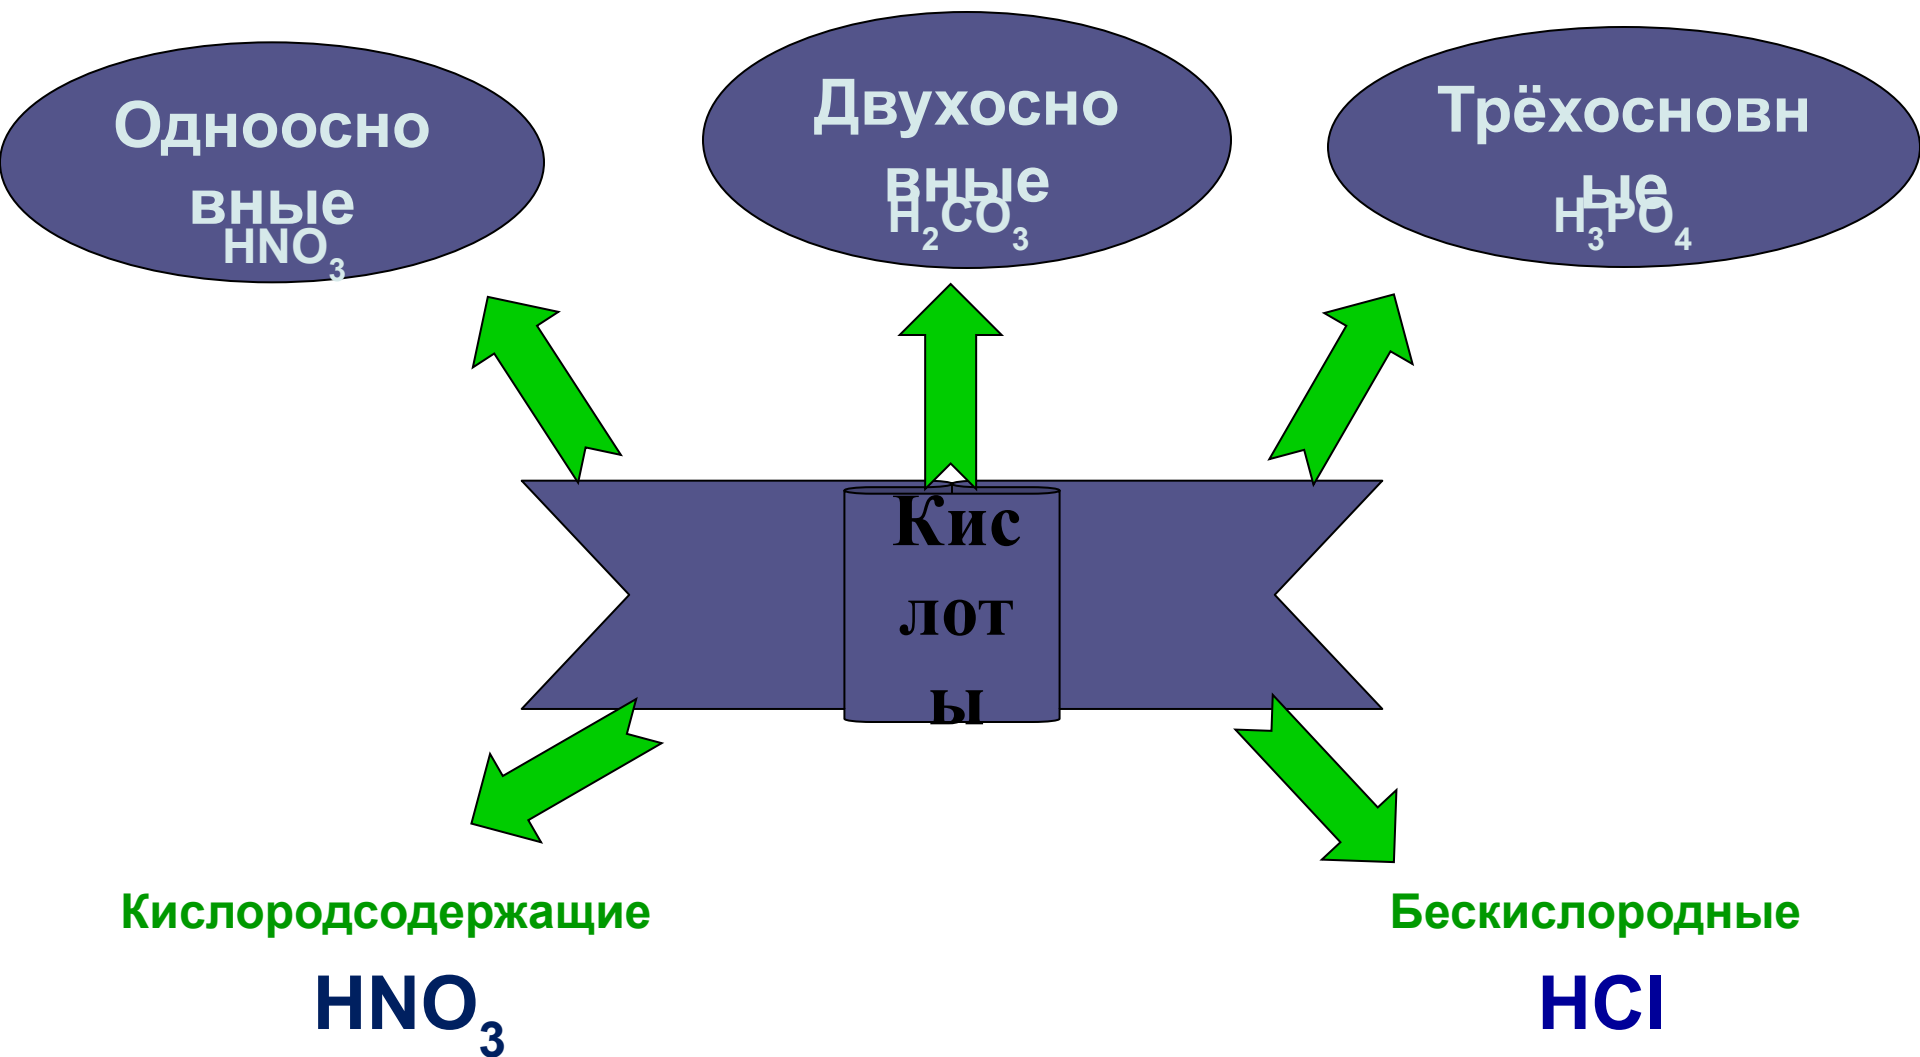 Одноосно
вные
HNO3
Двухосно
вные
H2CO3
Трёхосновн
ые
H3PO4
Кис
лот
ы
Кислородсодержащие
HNO3
Бескислородные
HCl